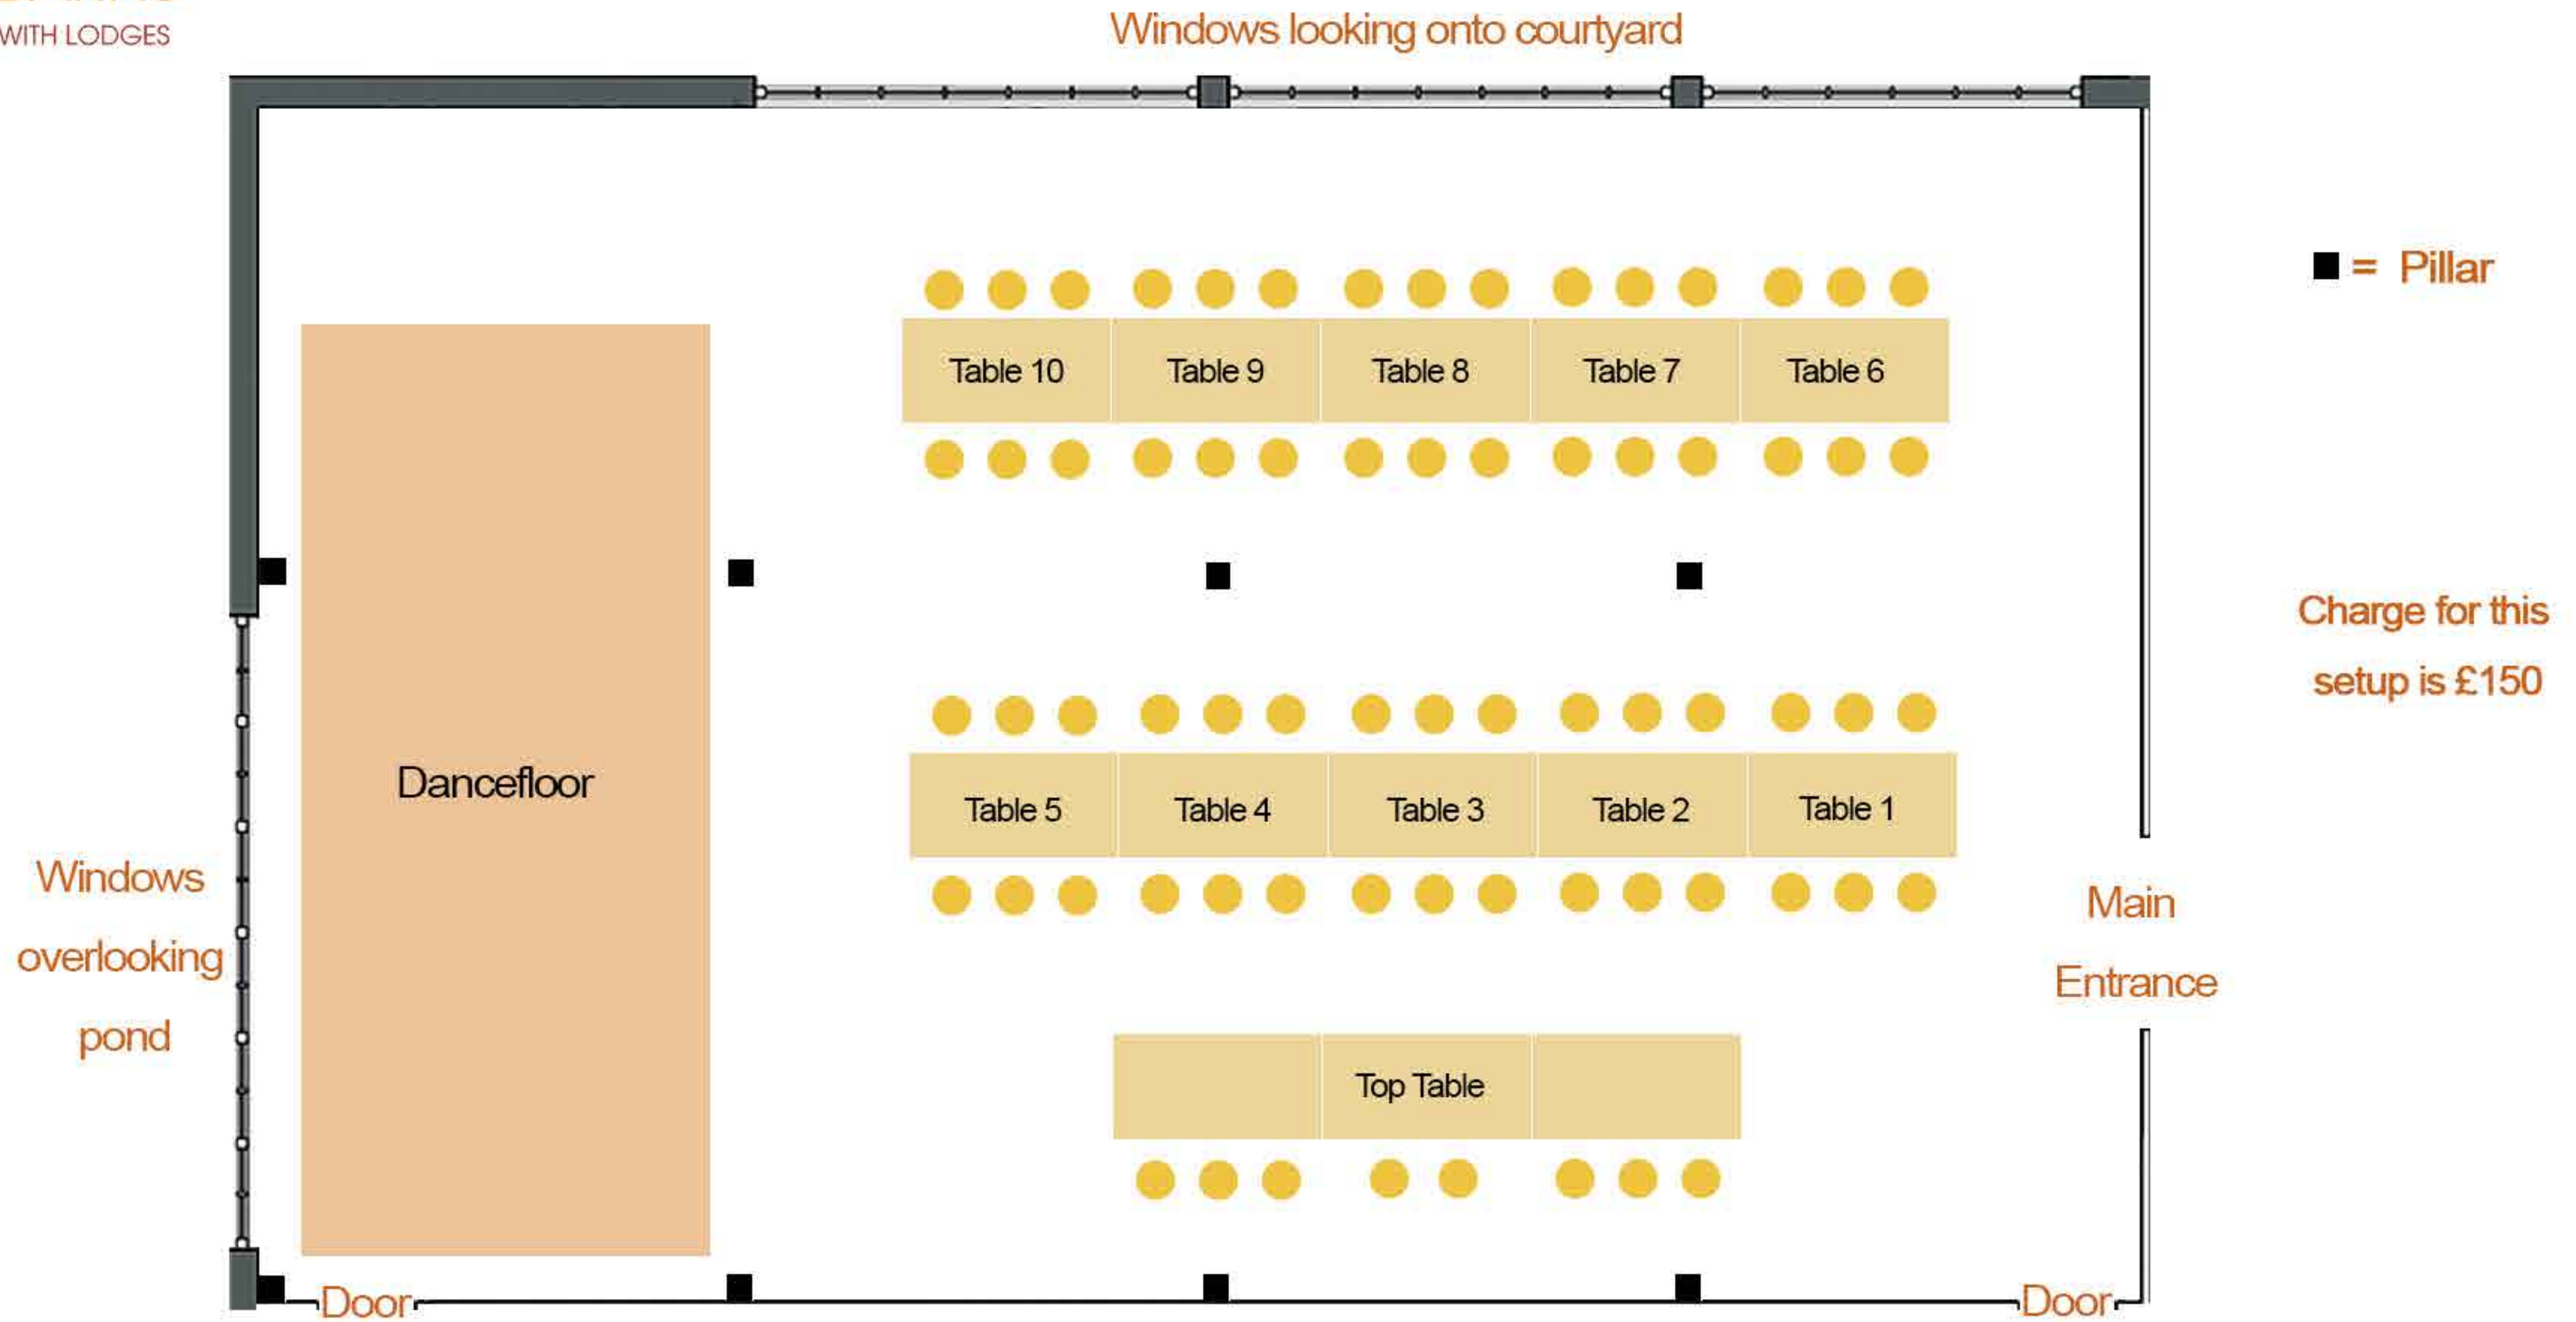 WITH LODGES
Windows looking onto courtyard
= Pillar
Table 10 Table 9 Table 8 Table 7 Table 6
Charge for this
setup is £150
Dancefloor
Table 5 Table 4 Table 3 Table 2 Table 1
Windows
overlooking
pond
Main
Entrance
Top Table
Door
Door